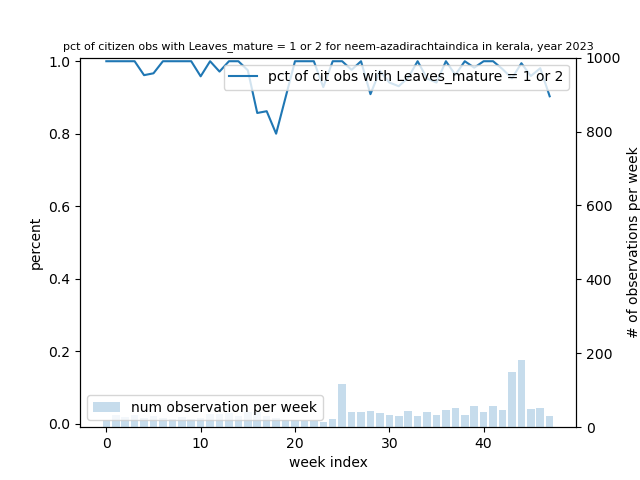 pct of citizen obs with Leaves_mature = 1 or 2 for neem-azadirachtaindica in kerala, year 2023
pct of cit obs with Leaves_mature = 1 or 2
num observation per week
percent
1.0
0.8
0.6
0.4
0.2
0.0
1000
800
600
400
200
0
# of observations per week
0 10 20 30 40
week index